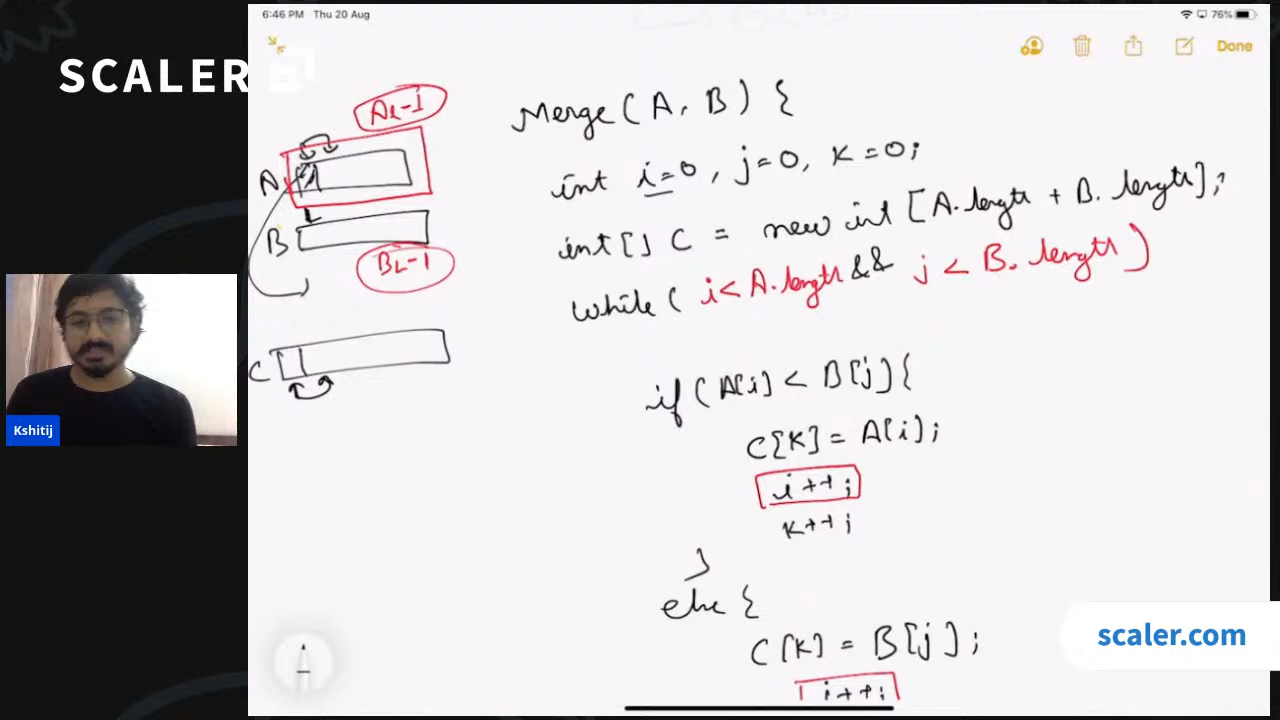 6:46 PM Thu 20 Aug
76%
Done
SCALER
AL-1
A
B
BL-1
C
Merge(A, B) {
int i=0, j=0, K=0;
int[] C = new int [A.length + B.length];
while( i<A.length && j < B.length)
if (A[i] < B[j]{
C[K] = A[i];
i++;
K++;
}
else {
C[K] = B[j];
j++;
Kshitij
scaler.com